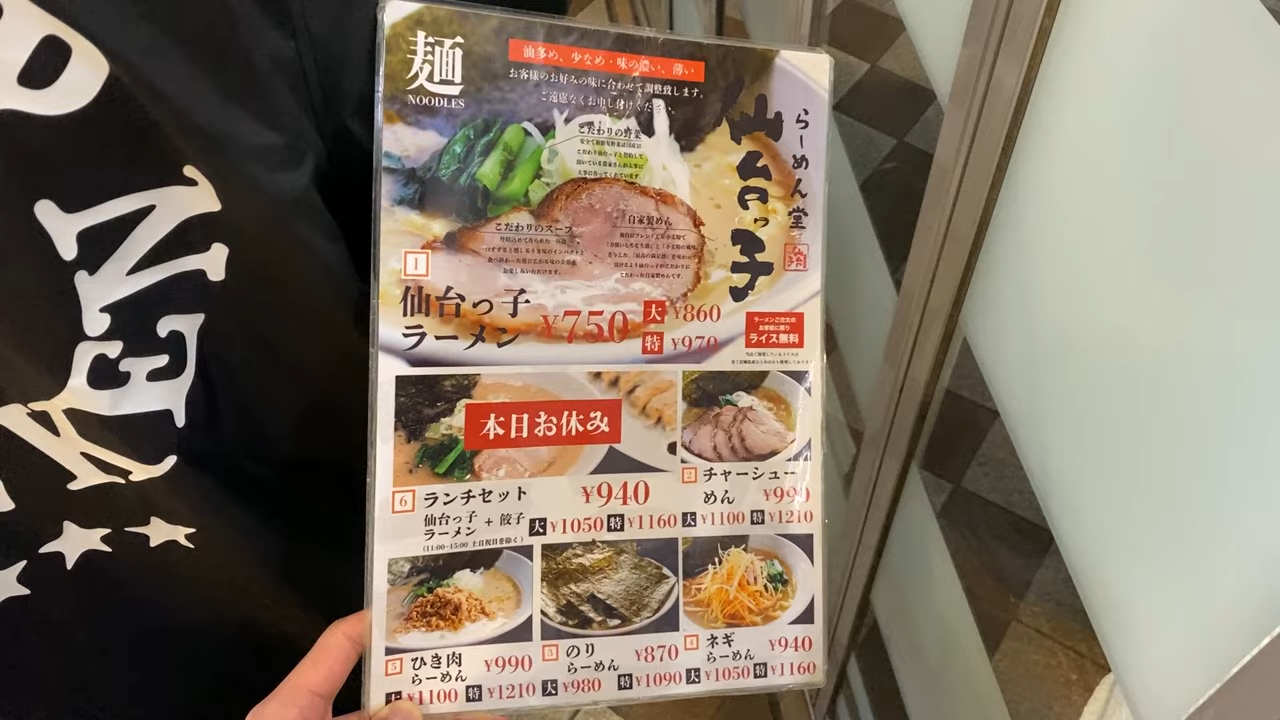 麺
NOODLES
油多め、少なめ・味の濃い、薄い
お客様のお好みの味に合わせて調整致します。
ご遠慮なくお申し付けください。
らーめん堂
仙台っ子
こだわりの野菜
こだわりのスープ
自家製めん
1
仙台っ子
ラーメン
¥750
大 ¥860
特 ¥970
ラーメンご注文の
お客様に限り
ライス無料
本日お休み
6 ランチセット ¥940
仙台っ子
ラーメン + 餃子
(11:00~15:00 土日祝日を除く)
大 ¥1050 特 ¥1160
2 チャーシュー
めん ¥990
大 ¥1100 特 ¥1210
5 ひき肉
らーめん ¥990
大 ¥1100 特 ¥1210
3 のり
らーめん ¥870
大 ¥980 特 ¥1090
4 ネギ
らーめん ¥940
大 ¥1050 特 ¥1160